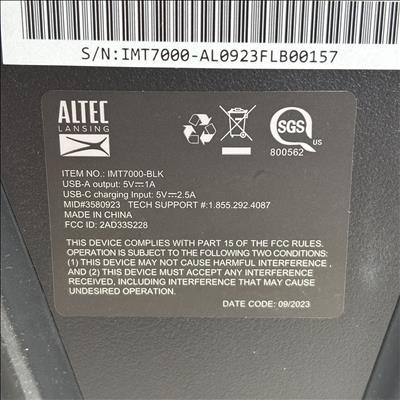 S/N:IMT7000-AL0923FLB00157
ALTEC
LANSING
SGS
US
800562
ITEM NO.: IMT7000-BLK
USB-A output: 5V⎓1A
USB-C charging Input: 5V⎓2.5A
MID#3580923 TECH SUPPORT #:1.855.292.4087
MADE IN CHINA
FCC ID: 2AD33S228
THIS DEVICE COMPLIES WITH PART 15 OF THE FCC RULES.
OPERATION IS SUBJECT TO THE FOLLOWING TWO CONDITIONS:
(1) THIS DEVICE MAY NOT CAUSE HARMFUL INTERFERENCE ,
AND (2) THIS DEVICE MUST ACCEPT ANY INTERFERENCE
RECEIVED, INCLUDING INTERFERENCE THAT MAY CAUSE
UNDESIRED OPERATION.
DATE CODE: 09/2023